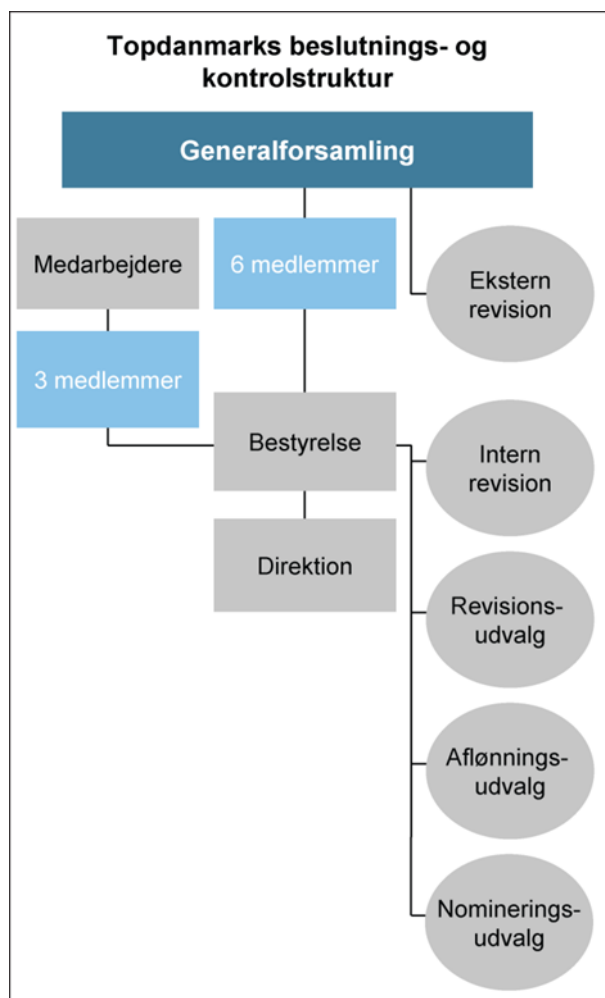 Topdanmarks beslutnings- og
kontrolstruktur
Generalforsamling
Medarbejdere
6 medlemmer
Ekstern
revision
3 medlemmer
Bestyrelse
Intern
revision
Direktion
Revisions-
udvalg
Aflønnings-
udvalg
Nominerings-
udvalg